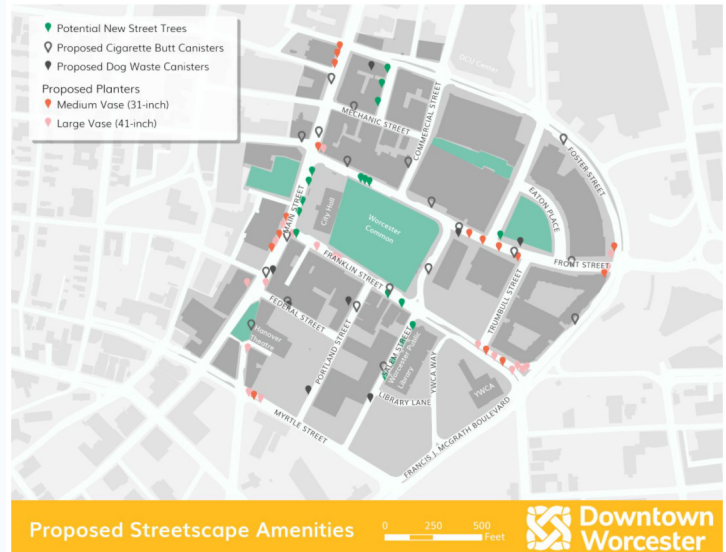 Potential New Street Trees
Proposed Cigarette Butt Canisters
Proposed Dog Waste Canisters
Proposed Planters
Medium Vase (31-inch)
Large Vase (41-inch)
DCU Center
MECHANIC STREET
COMMERCIAL STREET
FOSTER STREET
EATON PLACE
MAIN STREET
City Hall
Worcester
Common
FRONT STREET
FRANKLIN STREET
TRUMBULL STREET
FEDERAL STREET
Hanover
Theatre
PORTLAND STREET
SALEM STREET
Worcester Public
Library
YWCA WAY
LIBRARY LANE
YWCA
MYRTLE STREET
FRANCIS J. MCGRATH BOULEVARD
Proposed Streetscape Amenities
0 250 500
Feet
Downtown
Worcester